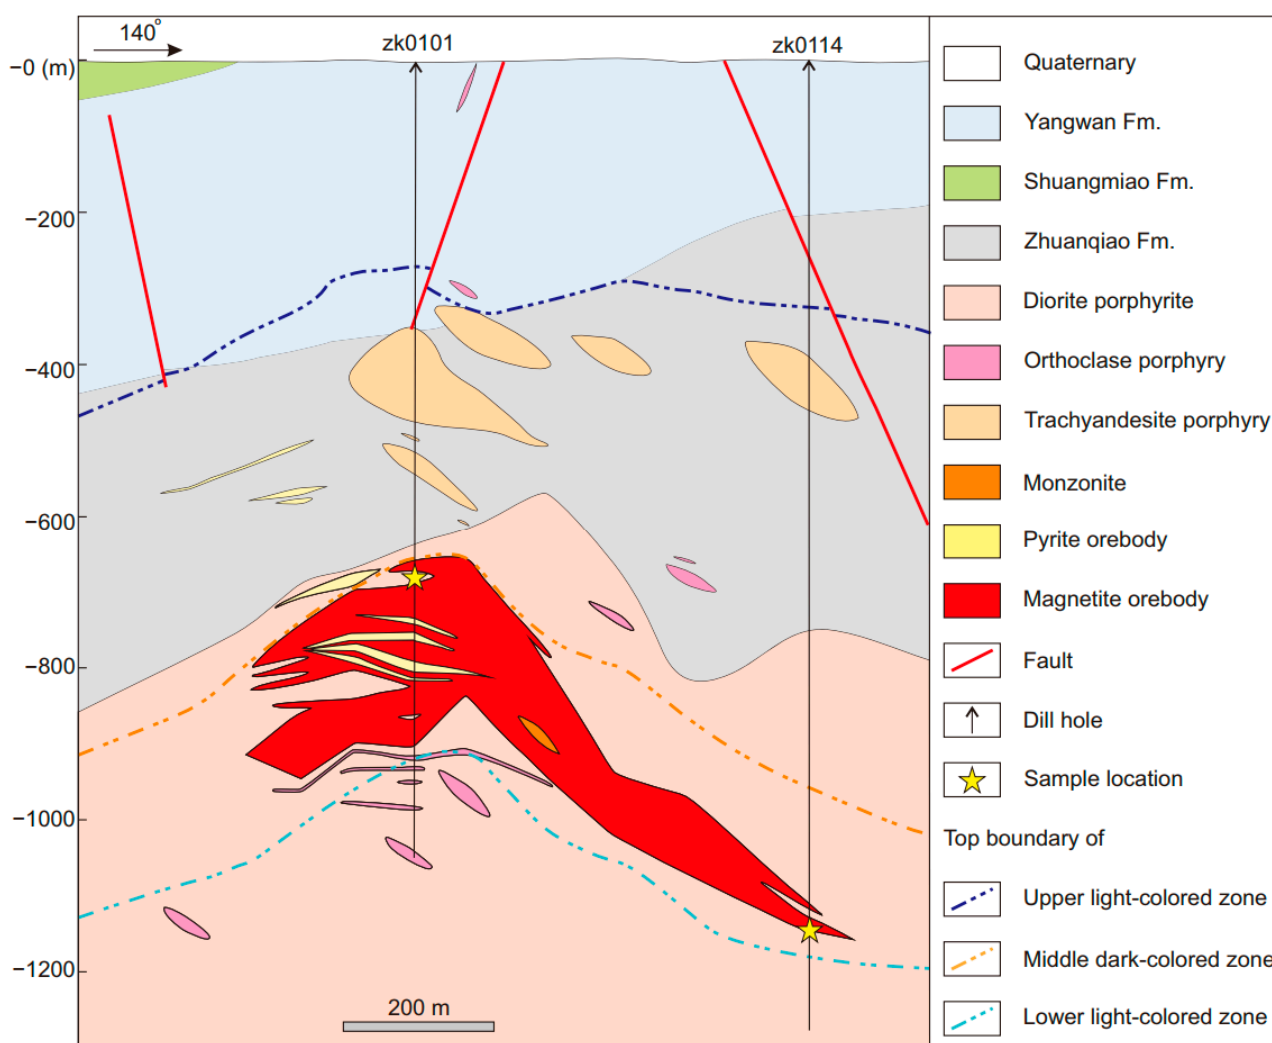 140°
zk0101
zk0114
−0 (m)
−200
−400
−600
−800
−1000
−1200
200 m
Quaternary
Yangwan Fm.
Shuangmiao Fm.
Zhuanqiao Fm.
Diorite porphyrite
Orthoclase porphyry
Trachyandesite porphyry
Monzonite
Pyrite orebody
Magnetite orebody
Fault
Dill hole
Sample location
Top boundary of
Upper light-colored zone
Middle dark-colored zone
Lower light-colored zone